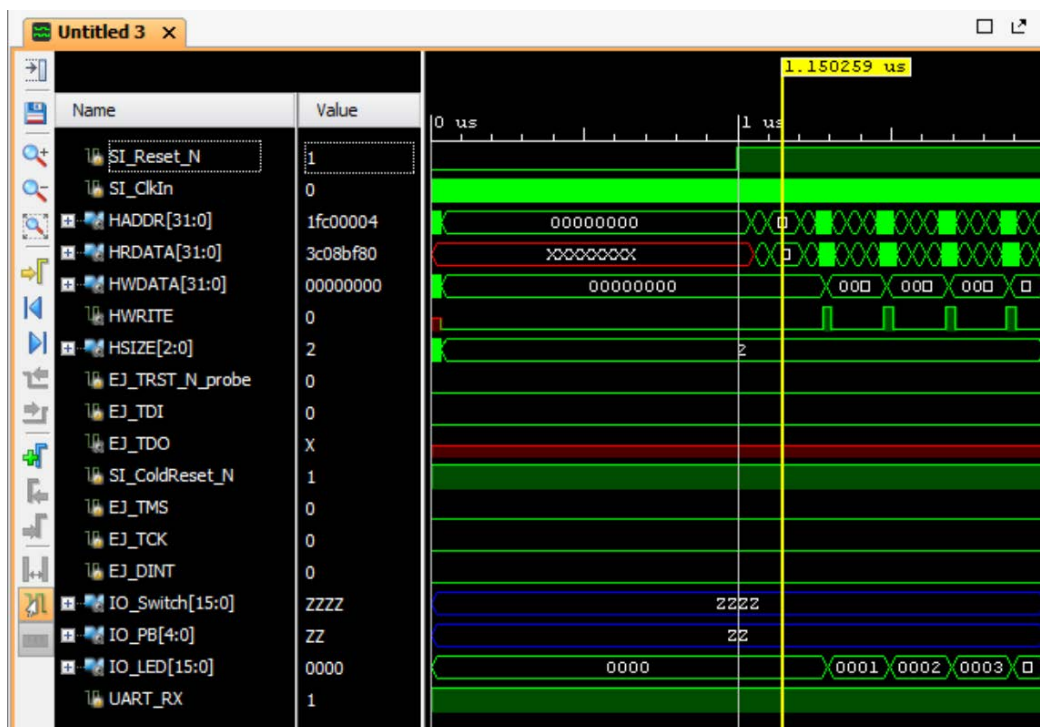 Untitled 3
1.150259 us
Name Value
0 us 1 us
SI_Reset_N 1
SI_ClkIn 0
HADDR[31:0] 1fc00004 00000000
HRDATA[31:0] 3c08bf80 XXXXXXXX
HWDATA[31:0] 00000000 00000000 00 00 00
HWRITE 0
HSIZE[2:0] 2 2
EJ_TRST_N_probe 0
EJ_TDI 0
EJ_TDO X
SI_ColdReset_N 1
EJ_TMS 0
EJ_TCK 0
EJ_DINT 0
IO_Switch[15:0] ZZZZ ZZZZ
IO_PB[4:0] ZZ ZZ
IO_LED[15:0] 0000 0000 0001 0002 0003
UART_RX 1